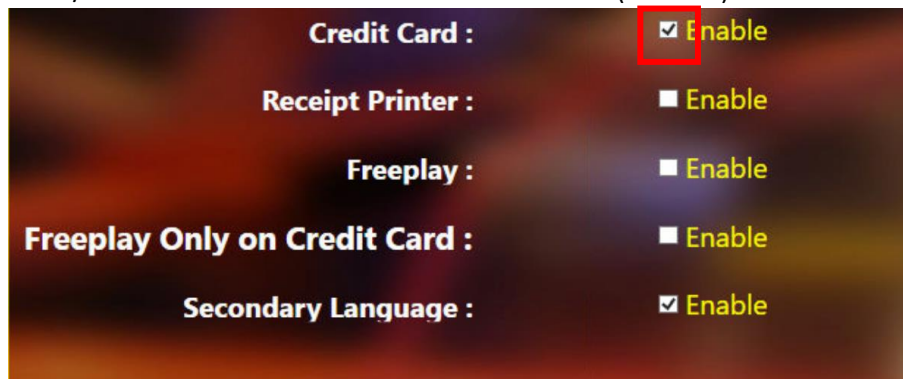 Credit Card : Enable
Receipt Printer : Enable
Freeplay : Enable
Freeplay Only on Credit Card : Enable
Secondary Language : Enable